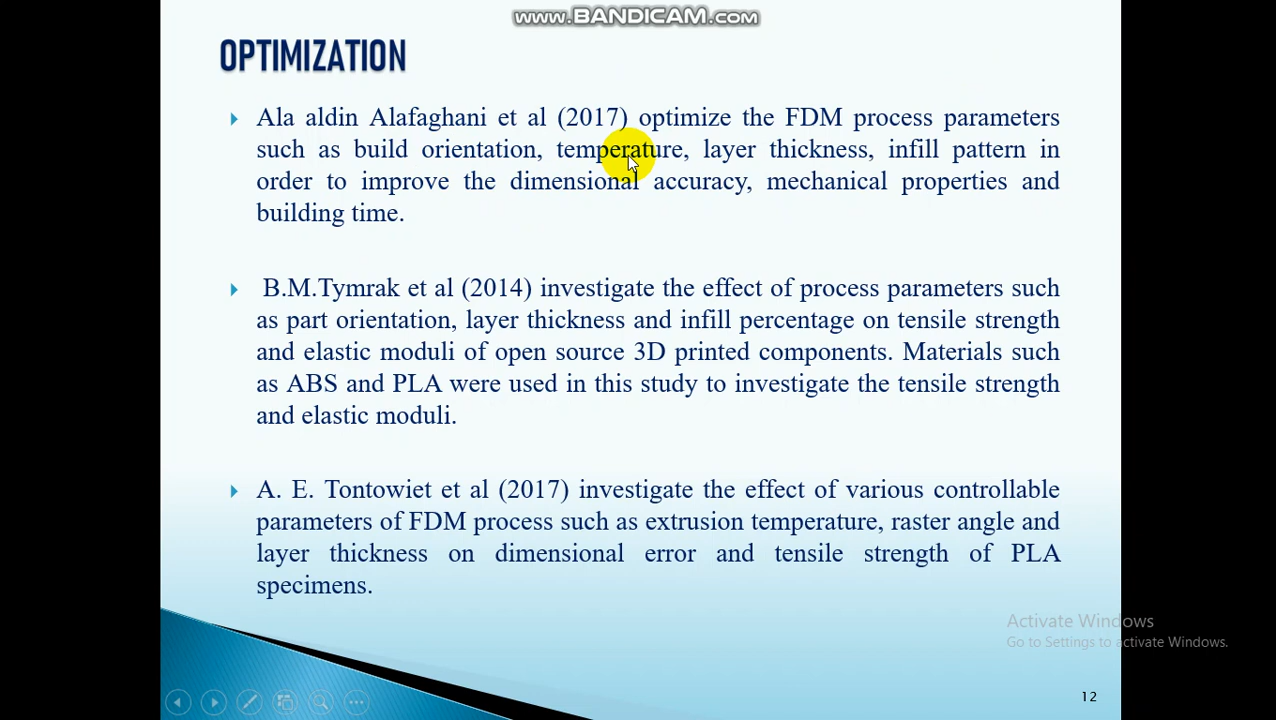 www.BANDICAM.com
OPTIMIZATION
Ala aldin Alafaghani et al (2017) optimize the FDM process parameters
such as build orientation, temperature, layer thickness, infill pattern in
order to improve the dimensional accuracy, mechanical properties and
building time.
B.M.Tymrak et al (2014) investigate the effect of process parameters such
as part orientation, layer thickness and infill percentage on tensile strength
and elastic moduli of open source 3D printed components. Materials such
as ABS and PLA were used in this study to investigate the tensile strength
and elastic moduli.
A. E. Tontowiet et al (2017) investigate the effect of various controllable
parameters of FDM process such as extrusion temperature, raster angle and
layer thickness on dimensional error and tensile strength of PLA
specimens.
Activate Windows
Go to Settings to activate Windows.
12